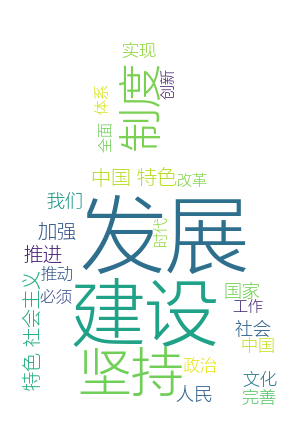 实现
制度
创新
体系
全面
中国 特色
改革
我们
发展
时代
加强
推进
推动
必须
特色 社会主义
建设
国家
工作
社会
中国
坚持
政治
文化
人民
完善